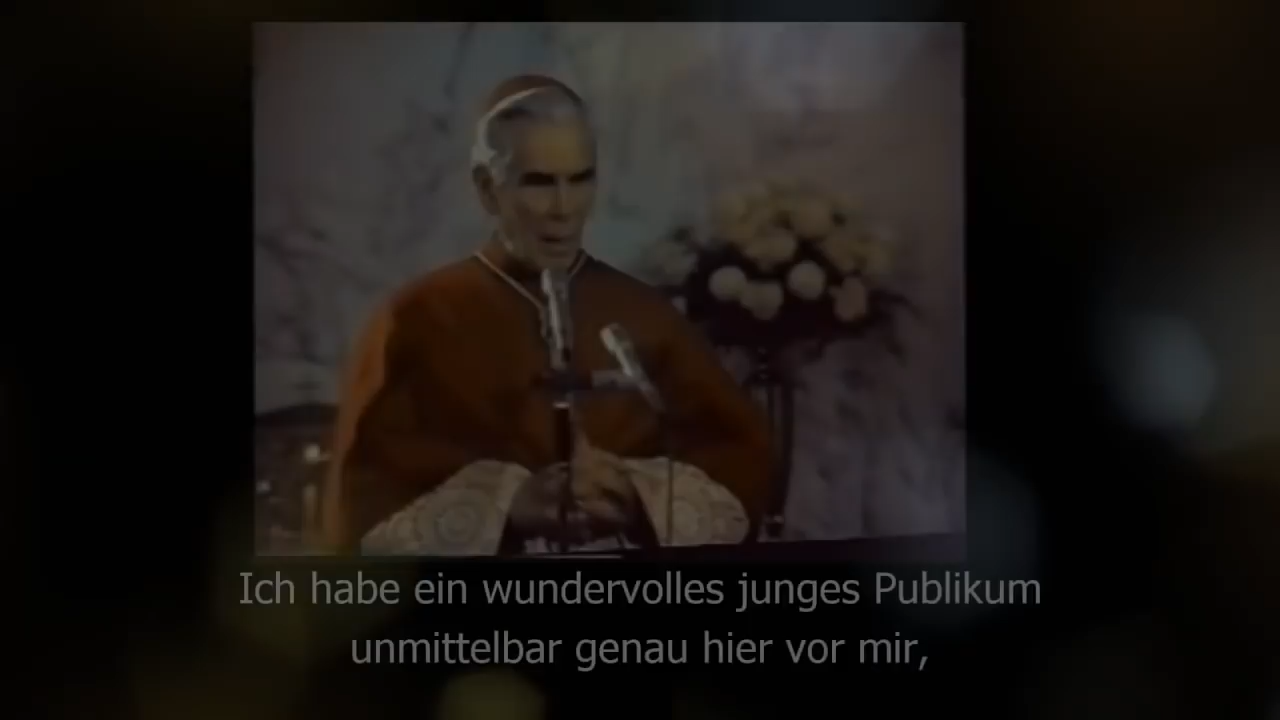 Ich habe ein wundervolles junges Publikum
unmittelbar genau hier vor mir,